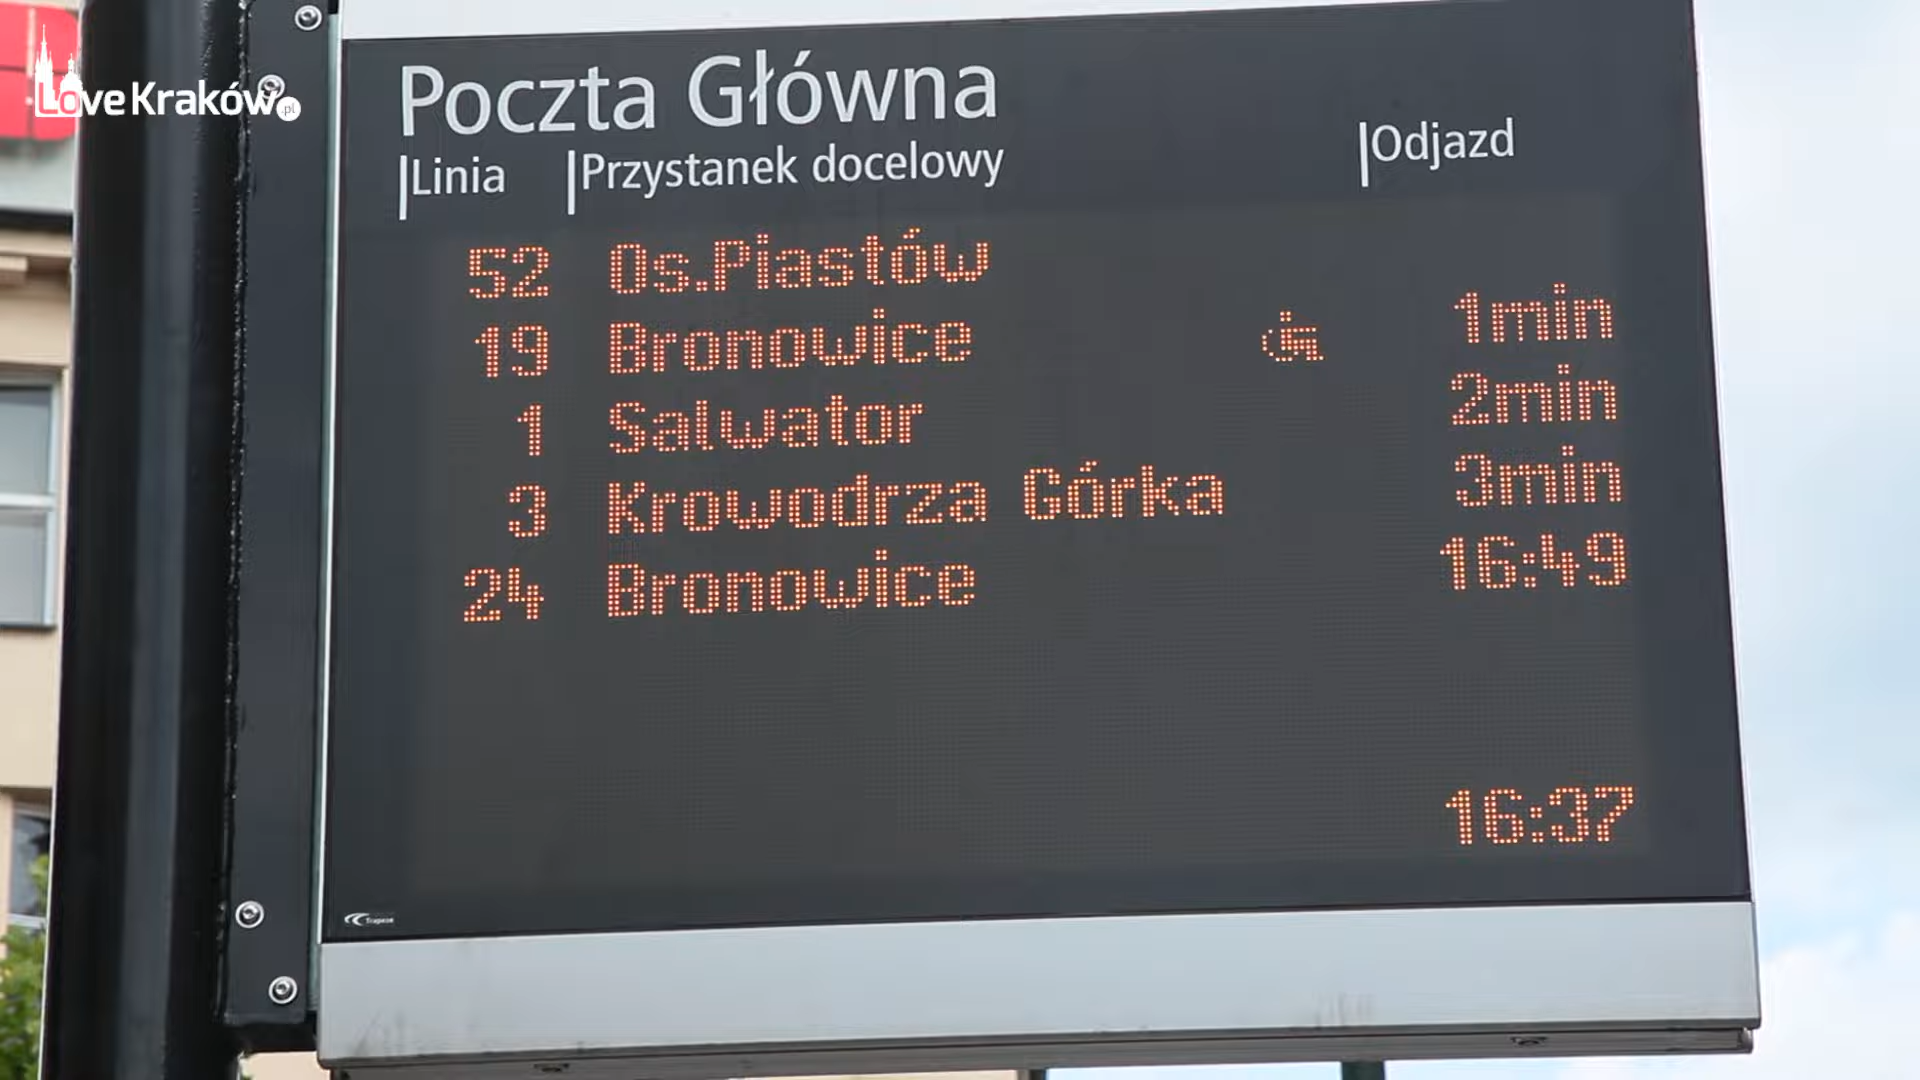 LoveKraków.pl
Poczta Główna
Linia Przystanek docelowy Odjazd
52 Os.Piastów
19 Bronowice 1min
1 Salwator 2min
3 Krowodrza Górka 3min
24 Bronowice 16:49
16:37
Trapeze